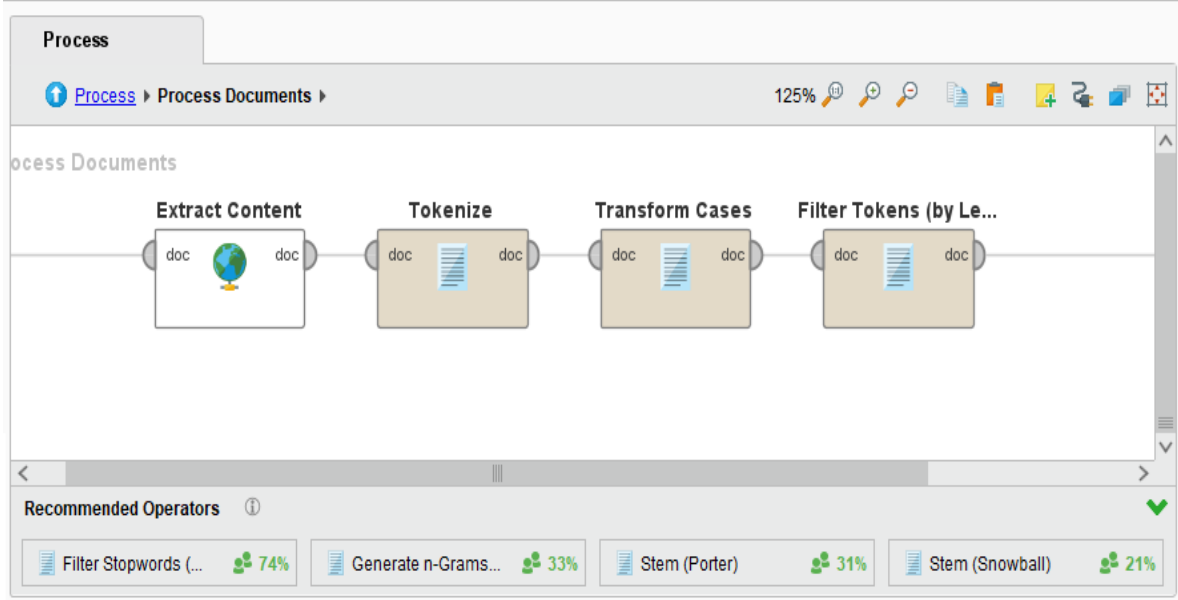 Process
Process Process Documents
125%
ocess Documents
Extract Content Tokenize Transform Cases Filter Tokens (by Le...
doc doc doc doc doc doc doc doc
Recommended Operators
Filter Stopwords (... 74% Generate n-Grams... 33% Stem (Porter) 31% Stem (Snowball) 21%